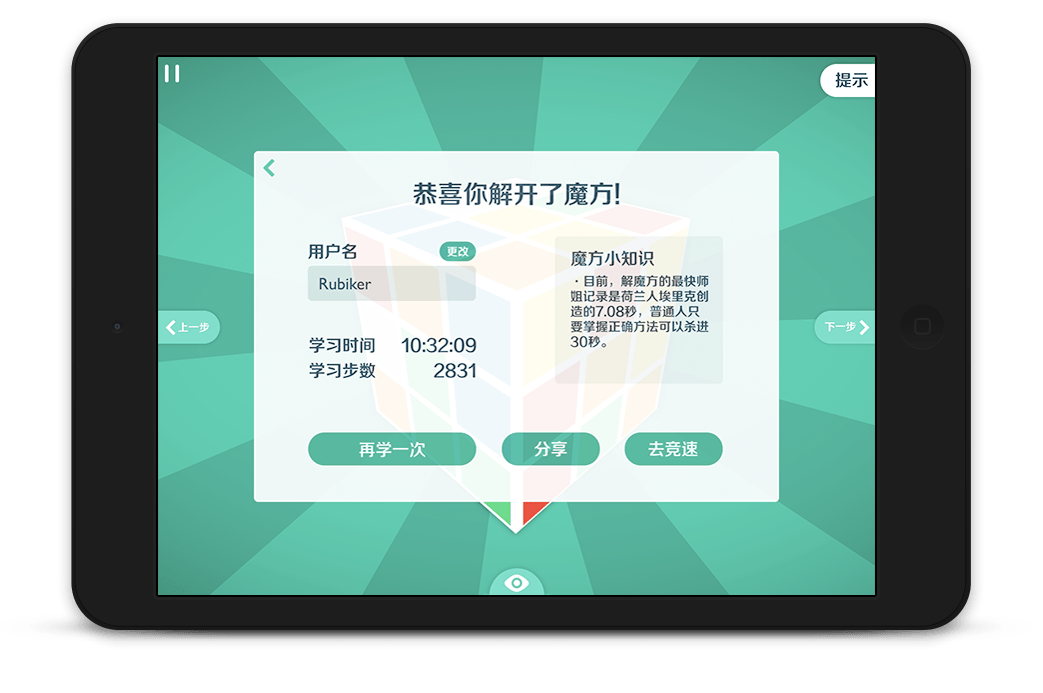 提示
恭喜你解开了魔方!
用户名 更改
Rubiker
魔方小知识
·目前，解魔方的最快师
姐记录是荷兰人埃里克创
造的7.08秒，普通人只
要掌握正确方法可以杀进
30秒。
上一步
下一步
学习时间 10:32:09
学习步数 2831
再学一次 分享 去竞速